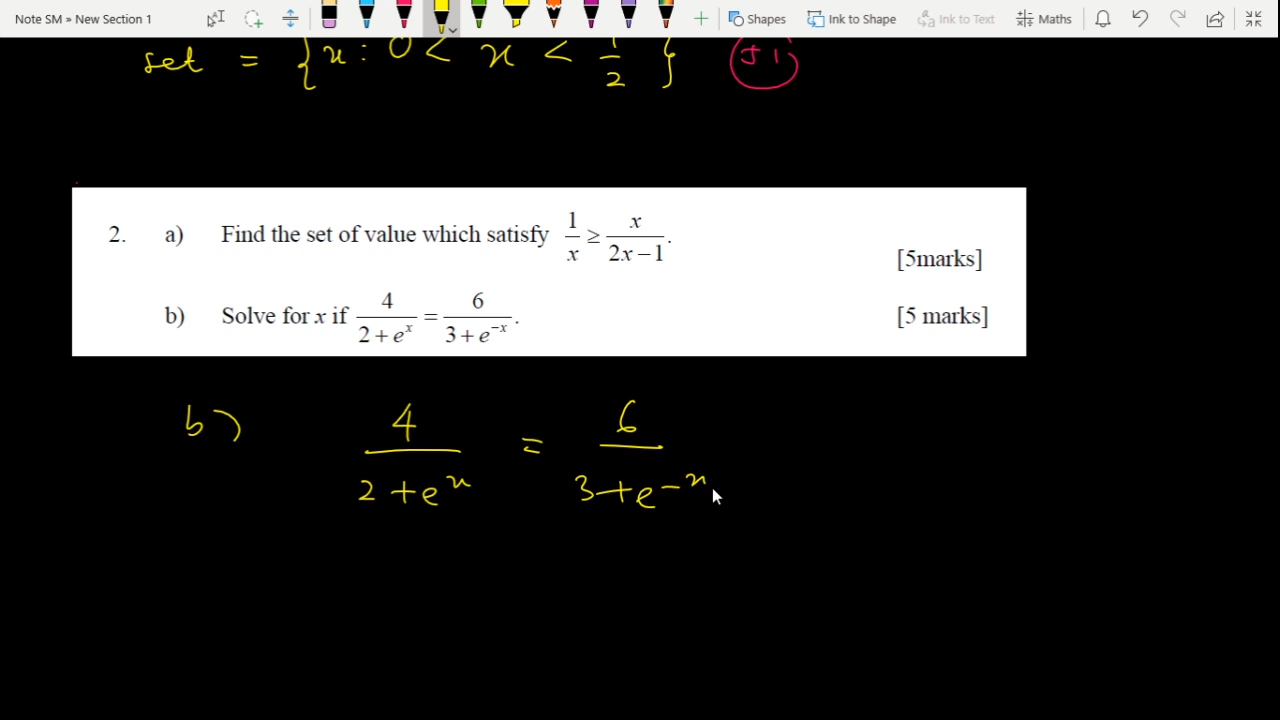 Note SM » New Section 1 Shapes Ink to Shape Ink to Text Maths
set = {x : 0 < x < 1/2}
2. a) Find the set of value which satisfy 1/x ≥ x/(2x − 1).
[5marks]
b) Solve for x if 4/(2 + e^x) = 6/(3 + e^−x). [5 marks]
b) 4/(2 + e^x) = 6/(3 + e^−x)